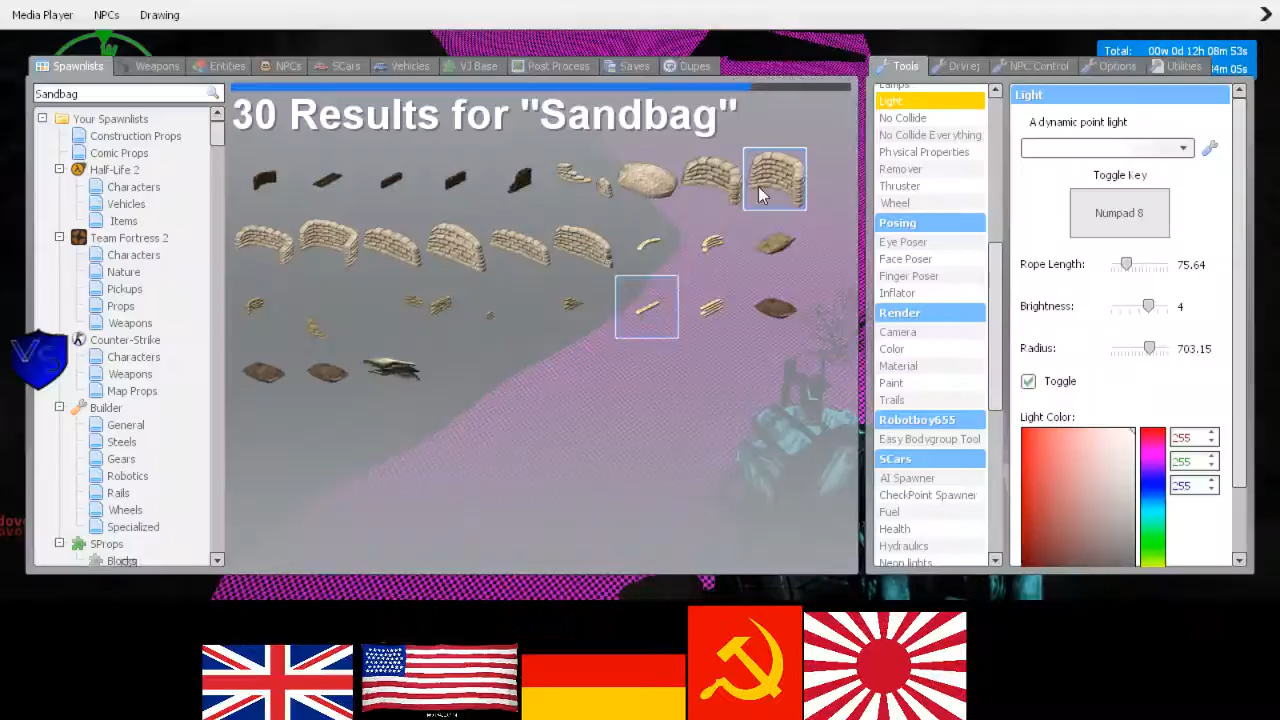 Media Player NPCs Drawing
Total: 00w 0d 12h 08m 53s
4m 05s
Spawnlists Weapons Entities NPCs SCars Vehicles VJ Base Post Process Saves Dupes
Tools NPC Control Options Utilities
Sandbag
30 Results for "Sandbag"
Your Spawnlists
Construction Props
Comic Props
Half-Life 2
Characters
Vehicles
Items
Team Fortress 2
Characters
Nature
Pickups
Props
Weapons
Counter-Strike
Characters
Weapons
Map Props
Builder
General
Steels
Gears
Robotics
Rails
Wheels
Specialized
SProps
Blocks
VS
Lamps
Light
No Collide
No Collide Everything
Physical Properties
Remover
Thruster
Wheel
Posing
Eye Poser
Face Poser
Finger Poser
Inflator
Render
Camera
Color
Material
Paint
Trails
Robotboy655
Easy Bodygroup Tool
SCars
AI Spawner
CheckPoint Spawner
Fuel
Health
Hydraulics
Neon lights
Light
A dynamic point light
Toggle Key
Numpad 8
Rope Length: 75.64
Brightness: 4
Radius: 703.15
Toggle
Light Color:
255
255
255